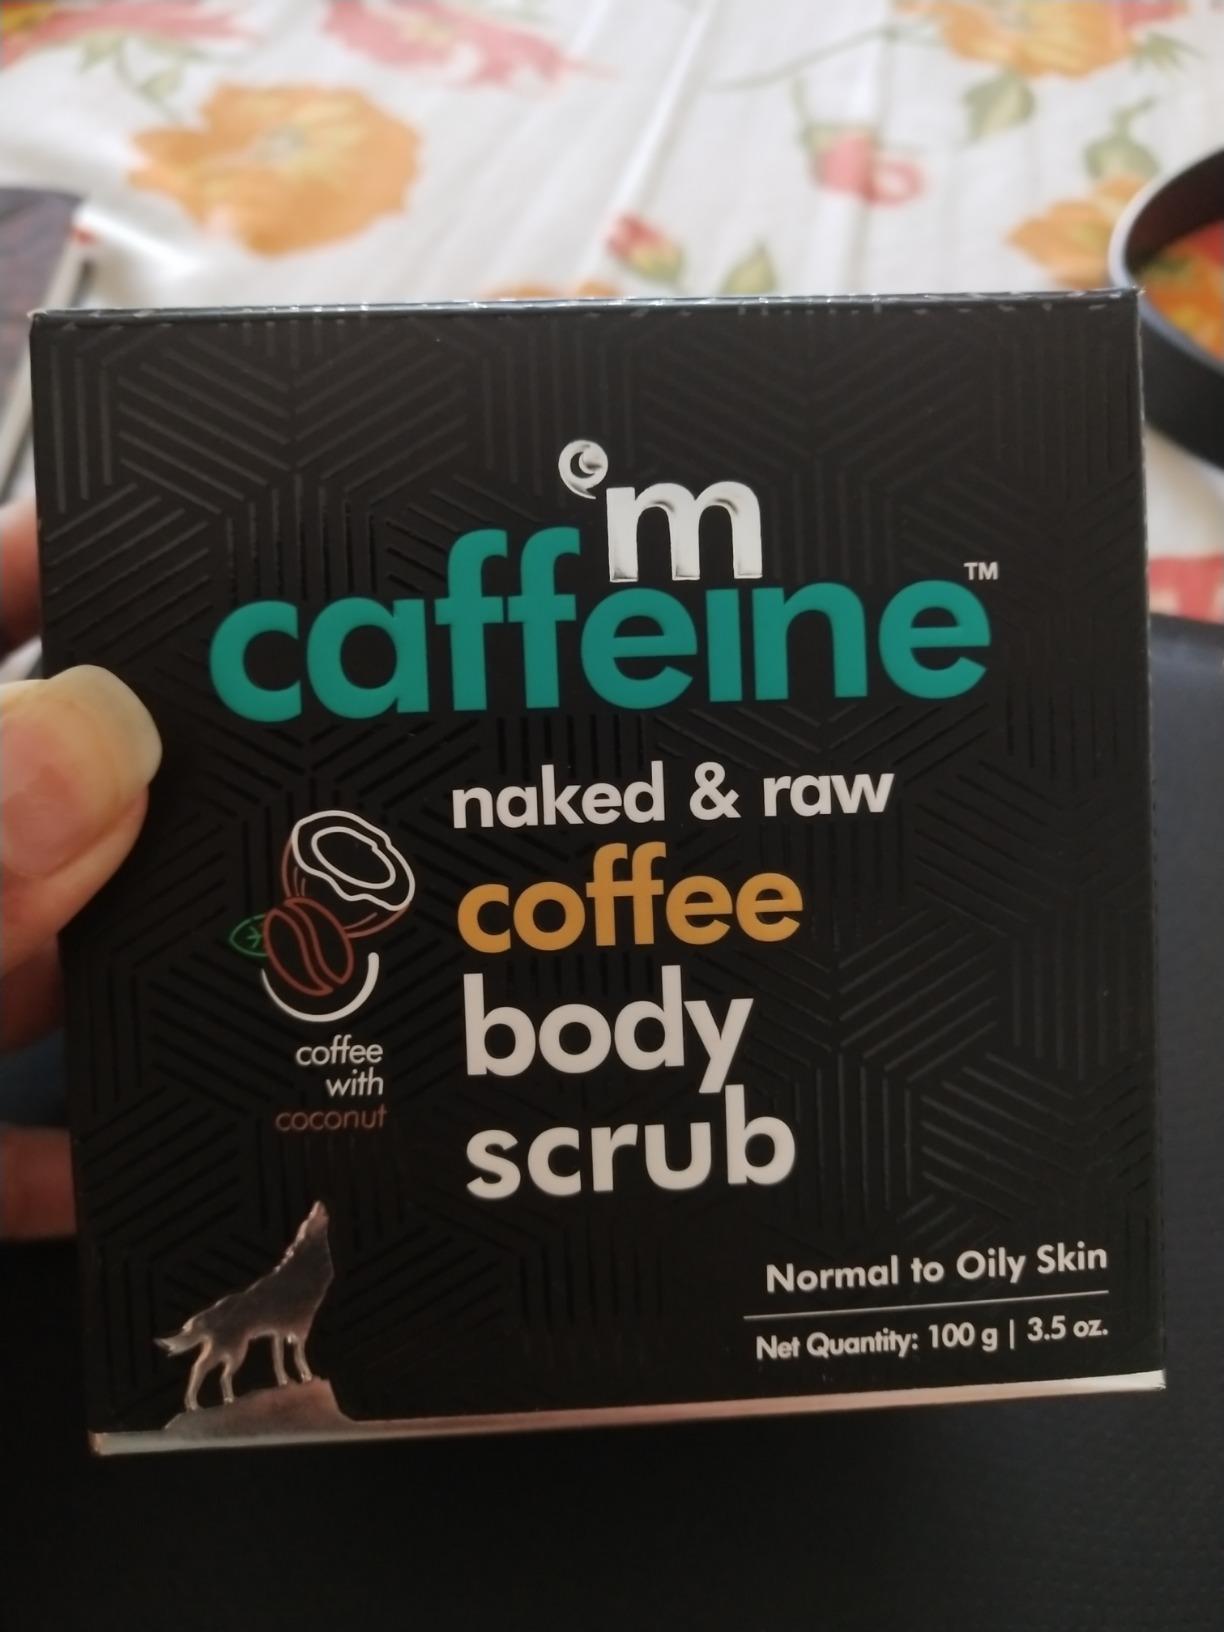 'm
caffeine™
naked & raw
coffee
body
scrub
coffee
with
coconut
Normal to Oily Skin
Net Quantity: 100 g | 3.5 oz.